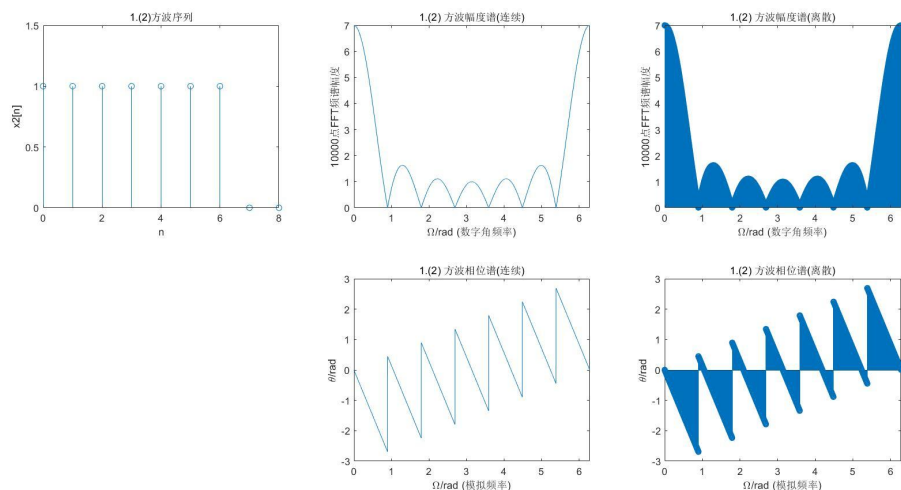 1.(2)方波序列
1.5
1
0.5
0
x2[n]
0 2 4 6 8
n
1.(2) 方波幅度谱(连续)
7
6
5
4
3
2
1
0
10000点FFT频谱幅度
0 1 2 3 4 5 6
Ω/rad (数字角频率)
1.(2) 方波幅度谱(离散)
7
6
5
4
3
2
1
0
10000点FFT频谱幅度
0 1 2 3 4 5 6
Ω/rad (数字角频率)
1.(2) 方波相位谱(连续)
3
2
1
0
-1
-2
-3
θ/rad
0 1 2 3 4 5 6
Ω/rad (模拟频率)
1.(2) 方波相位谱(离散)
3
2
1
0
-1
-2
-3
θ/rad
0 1 2 3 4 5 6
Ω/rad (模拟频率)